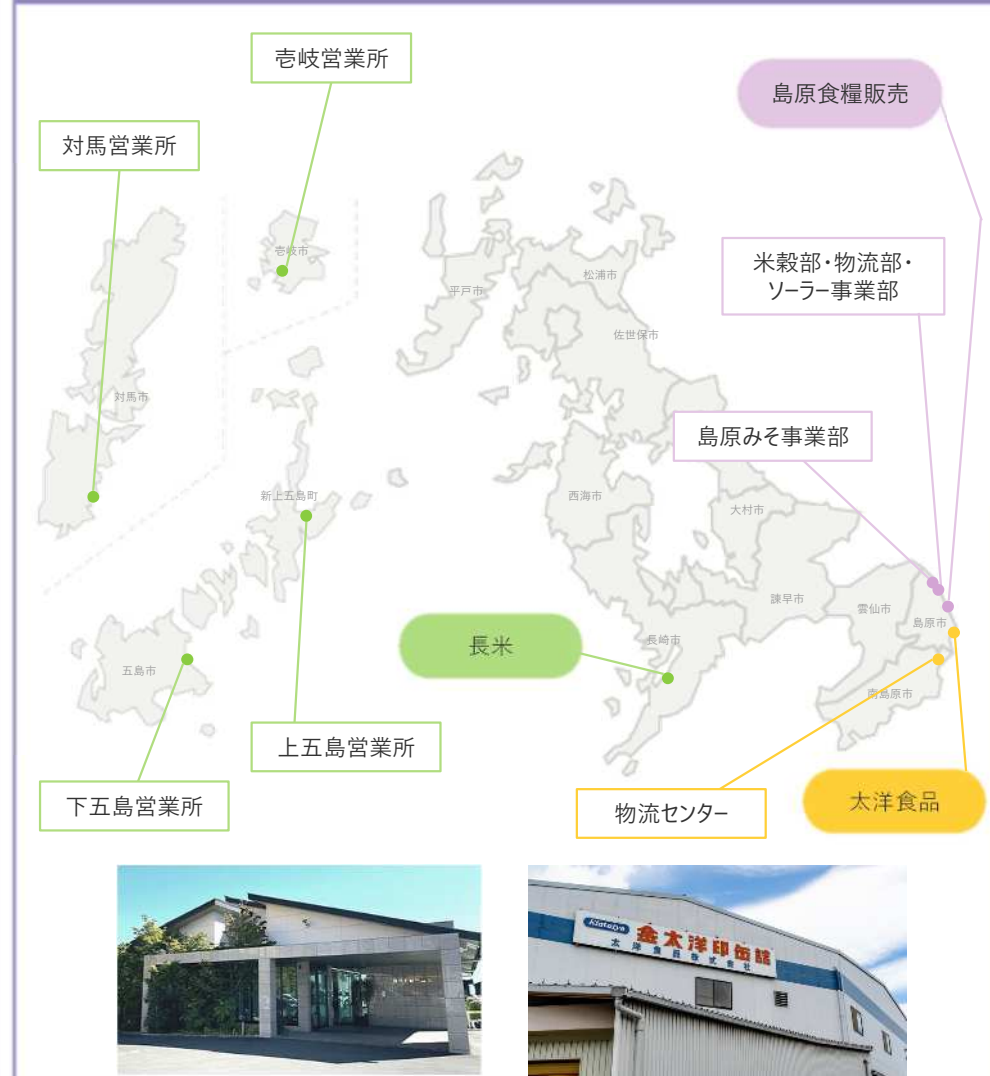 壱岐営業所
島原食糧販売
対馬営業所
壱岐市
米穀部・物流部・
ソーラー事業部
松浦市
平戸市
佐世保市
対馬市
島原みそ事業部
新上五島町
西海市
大村市
諫早市
雲仙市
島原市
長崎市
長米
五島市
南島原市
上五島営業所
下五島営業所
物流センター
太洋食品
Kintaiyo
金太洋印缶詰
太洋食品株式会社